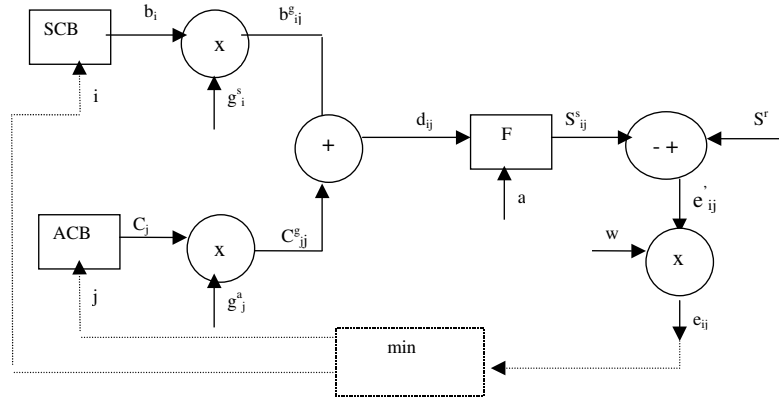 SCB
b_i
x
b^g_ij
i
g^s_i
+
d_ij
F
S^s_ij
- +
S^r
a
e'_ij
ACB
C_j
x
C^g_jj
w
x
j
g^a_j
min
e_ij